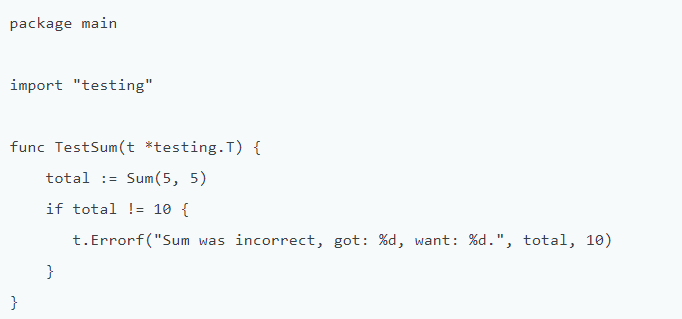 package main
import "testing"
func TestSum(t *testing.T) {
total := Sum(5, 5)
if total != 10 {
t.Errorf("Sum was incorrect, got: %d, want: %d.", total, 10)
}
}